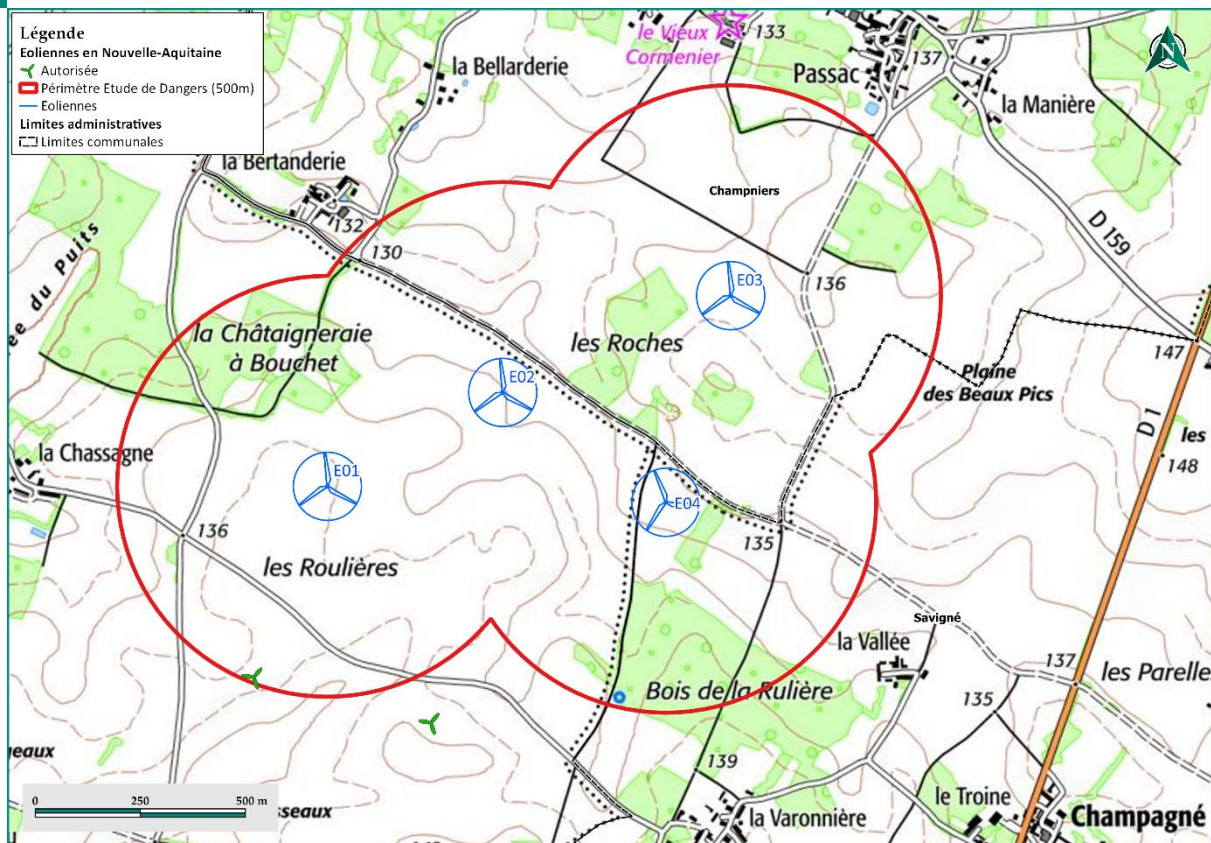 Légende
Eoliennes en Nouvelle-Aquitaine
Autorisée
Périmètre Etude de Dangers (500m)
Eoliennes
Limites administratives
Limites communales
N
le Vieux
Cormenier
133
Passac
137
la Manière
la Bellarderie
la Bertanderie
132
130
Champniers
D 159
136
E03
147
du Puits
la Châtaigneraie
à Bouchet
les Roches
E02
Plaine
des Beaux Pics
D 1
les
148
la Chassagne
E01
E04
136
135
les Roulières
Savigné
la Vallée
137
les Parelle
Bois de la Rulière
135
139
geaux
0 250 500 m
sseaux
la Varonnière
le Troine
Champagné